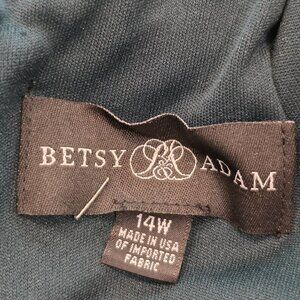 BETSY ADAM
14W
MADE IN USA
OF IMPORTED
FABRIC